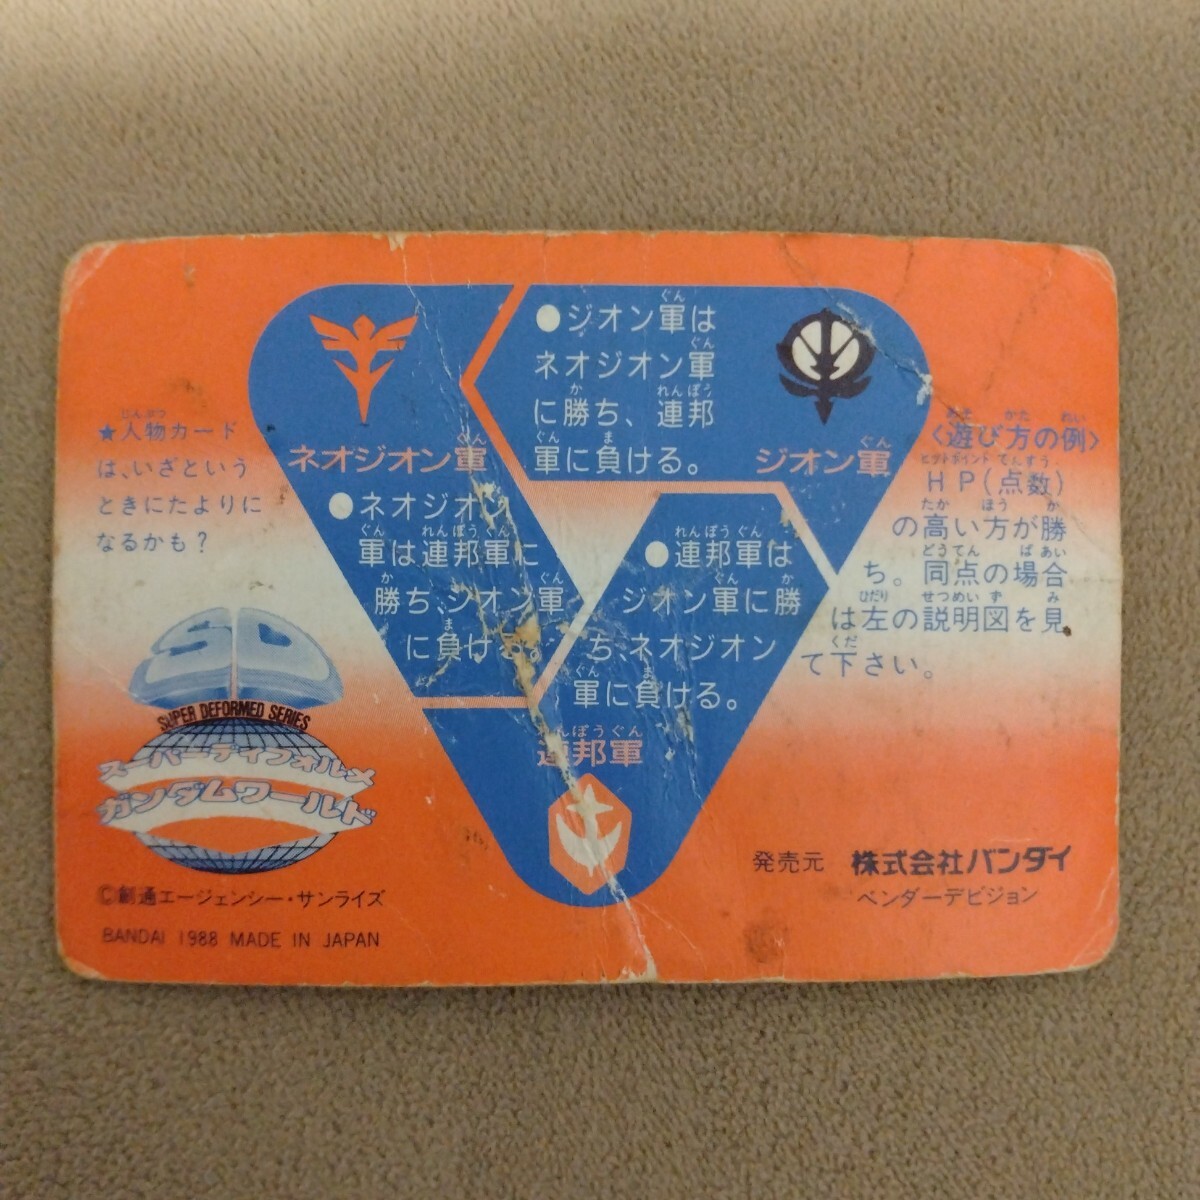 ●ジオン軍は
ネオジオン軍
に勝ち、連邦
軍に負ける。
ネオジオン軍
ジオン軍
●ネオジオン
軍は連邦軍に
勝ち、ジオン軍
に負ける。
●連邦軍は
ジオン軍に勝
ち、ネオジオン
軍に負ける。
連邦軍
★人物カード
は、いざという
ときにたよりに
なるかも？
〈遊び方の例〉
HP(点数)
の高い方が勝
ち。同点の場合
は左の説明図を見
て下さい。
SD
SUPER DEFORMED SERIES
スーパーディフォルメ
ガンダムワールド
©創通エージェンシー・サンライズ
BANDAI 1988 MADE IN JAPAN
発売元 株式会社バンダイ
ベンダーデビジョン